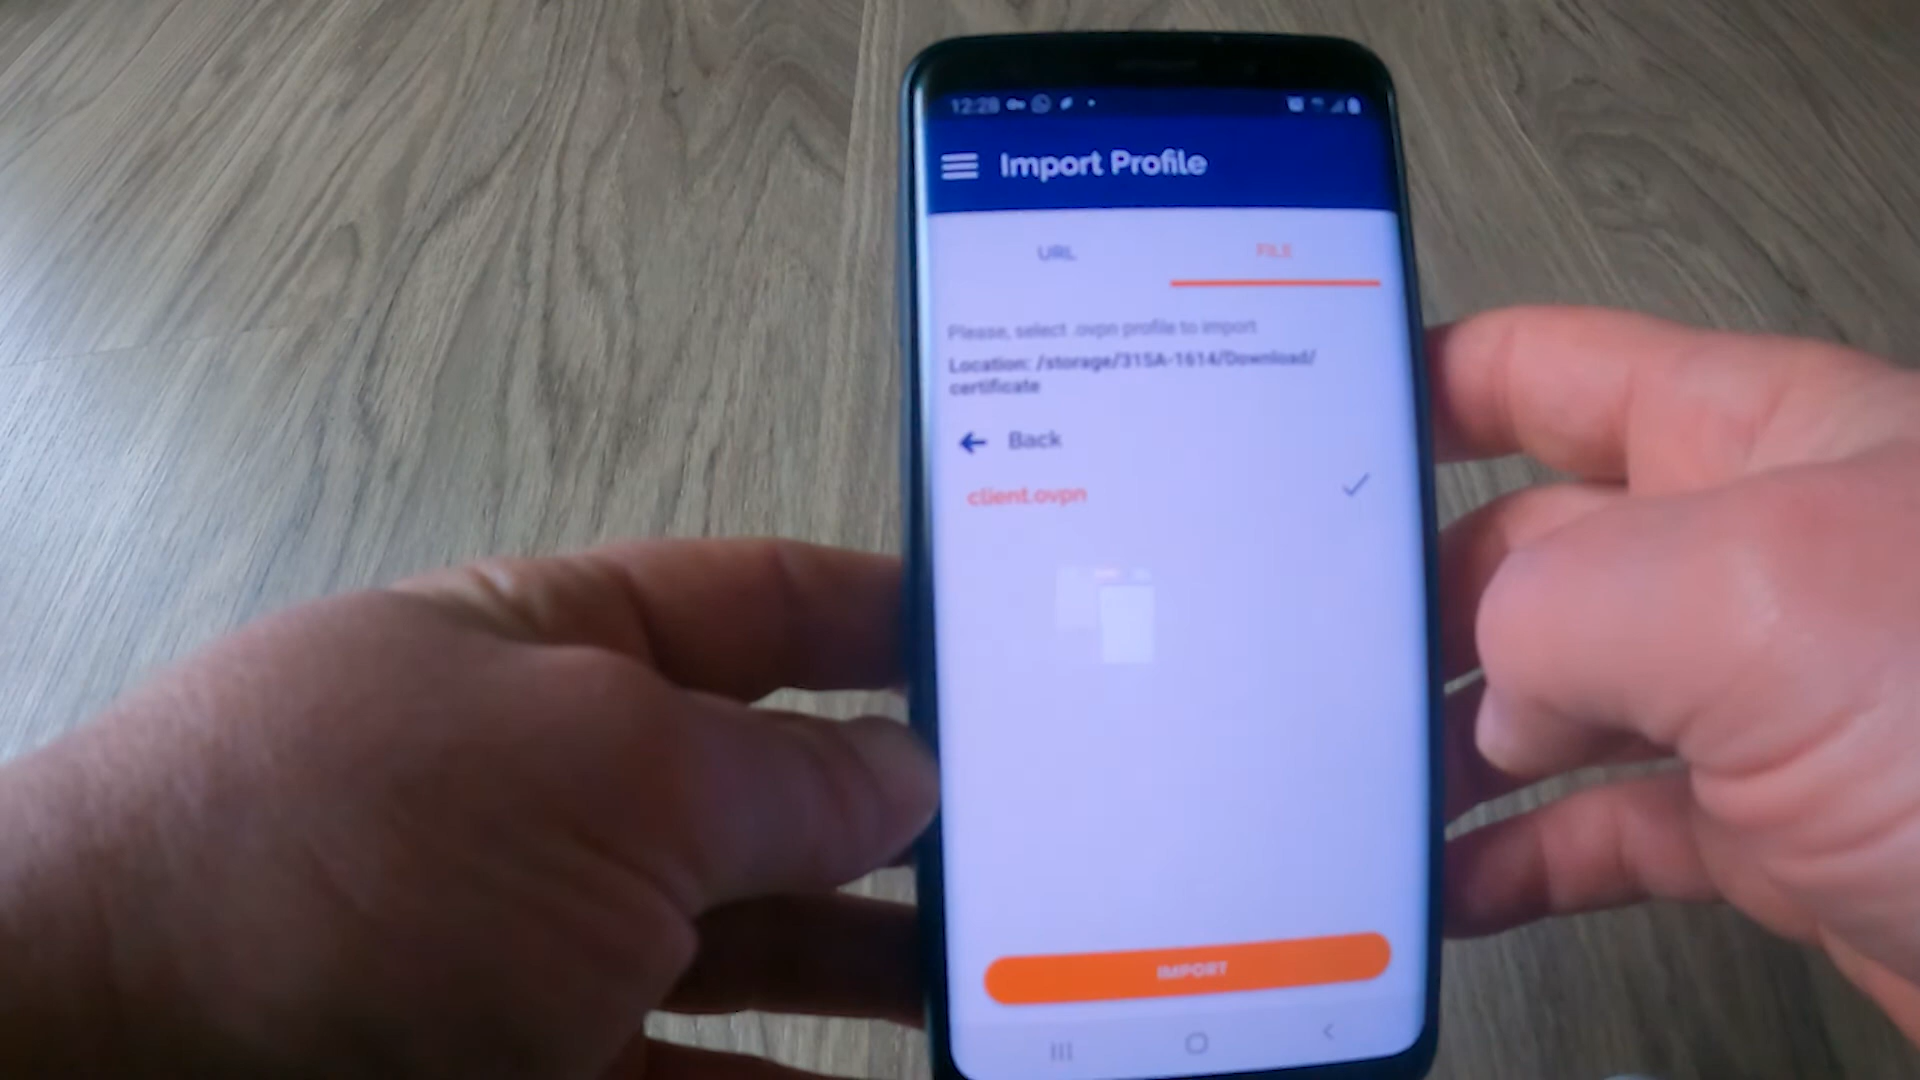 12:28
Import Profile
URL
FILE
Please, select .ovpn profile to import
Location: /storage/315A-1614/Download/
certificate
Back
client.ovpn
IMPORT